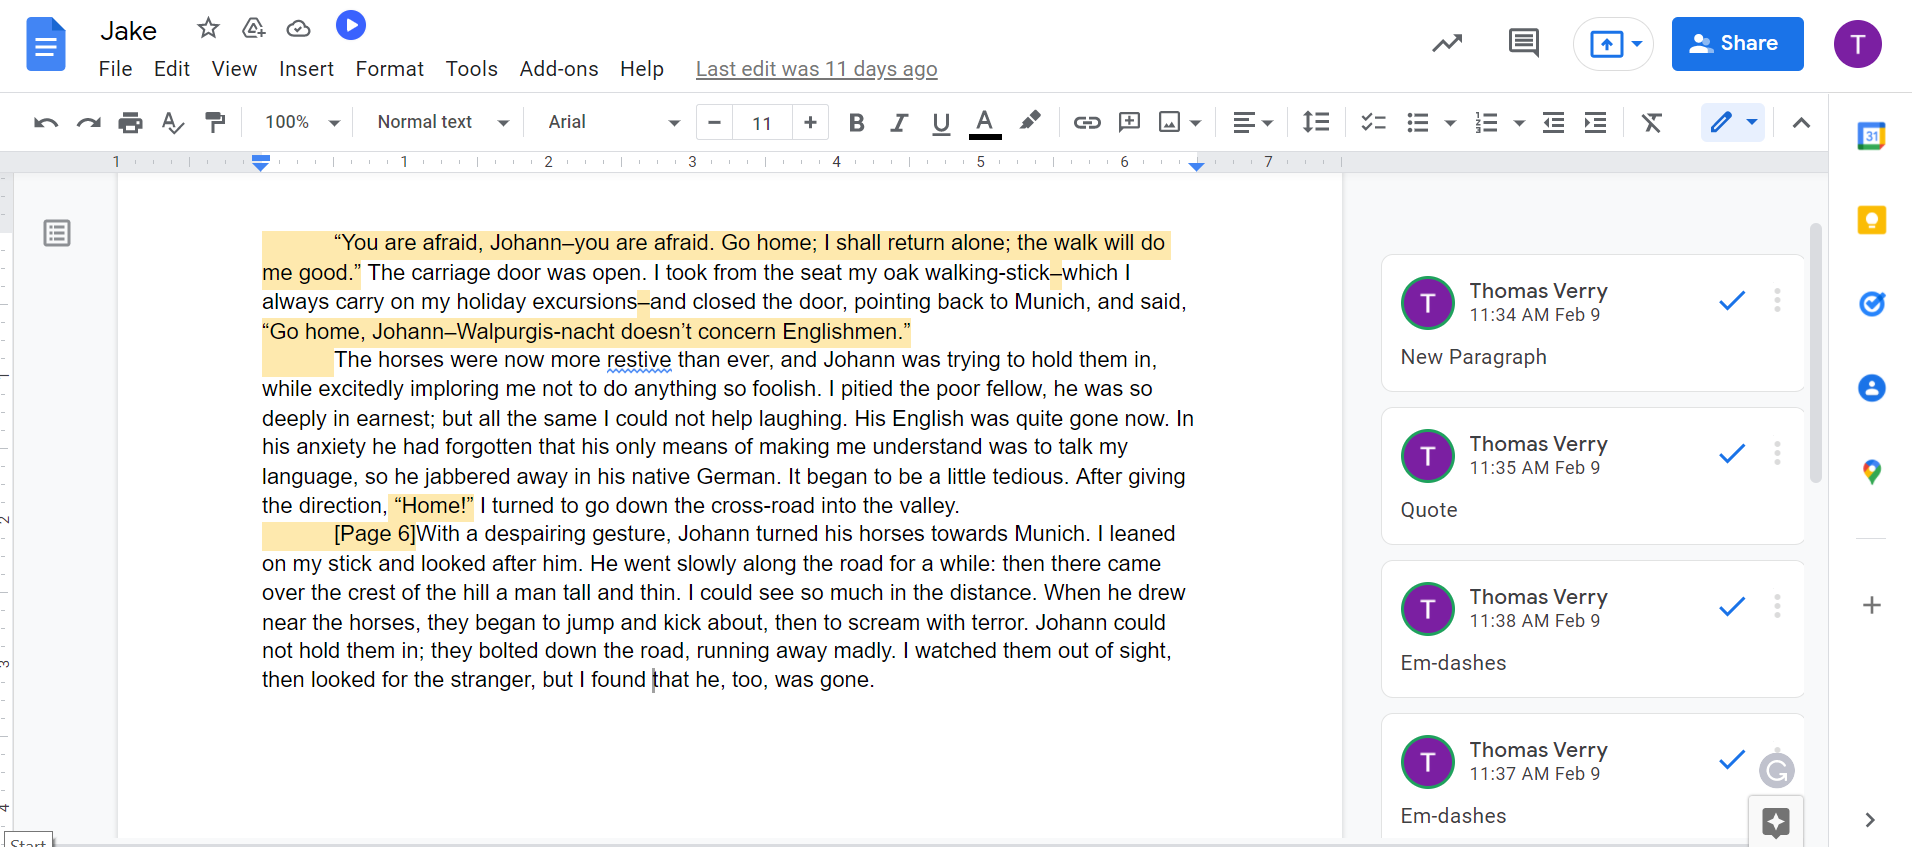 Jake
File Edit View Insert Format Tools Add-ons Help Last edit was 11 days ago
Share
T
100% Normal text Arial − 11 + B I U A
31
1 1 2 3 4 5 6 7
“You are afraid, Johann–you are afraid. Go home; I shall return alone; the walk will do
me good.” The carriage door was open. I took from the seat my oak walking-stick–which I
always carry on my holiday excursions–and closed the door, pointing back to Munich, and said,
“Go home, Johann–Walpurgis-nacht doesn’t concern Englishmen.”
The horses were now more restive than ever, and Johann was trying to hold them in,
while excitedly imploring me not to do anything so foolish. I pitied the poor fellow, he was so
deeply in earnest; but all the same I could not help laughing. His English was quite gone now. In
his anxiety he had forgotten that his only means of making me understand was to talk my
language, so he jabbered away in his native German. It began to be a little tedious. After giving
the direction, “Home!” I turned to go down the cross-road into the valley.
[Page 6]With a despairing gesture, Johann turned his horses towards Munich. I leaned
on my stick and looked after him. He went slowly along the road for a while: then there came
over the crest of the hill a man tall and thin. I could see so much in the distance. When he drew
near the horses, they began to jump and kick about, then to scream with terror. Johann could
not hold them in; they bolted down the road, running away madly. I watched them out of sight,
then looked for the stranger, but I found that he, too, was gone.
2
3
4
Start
T
Thomas Verry
11:34 AM Feb 9
New Paragraph
T
Thomas Verry
11:35 AM Feb 9
Quote
T
Thomas Verry
11:38 AM Feb 9
Em-dashes
T
Thomas Verry
11:37 AM Feb 9
Em-dashes